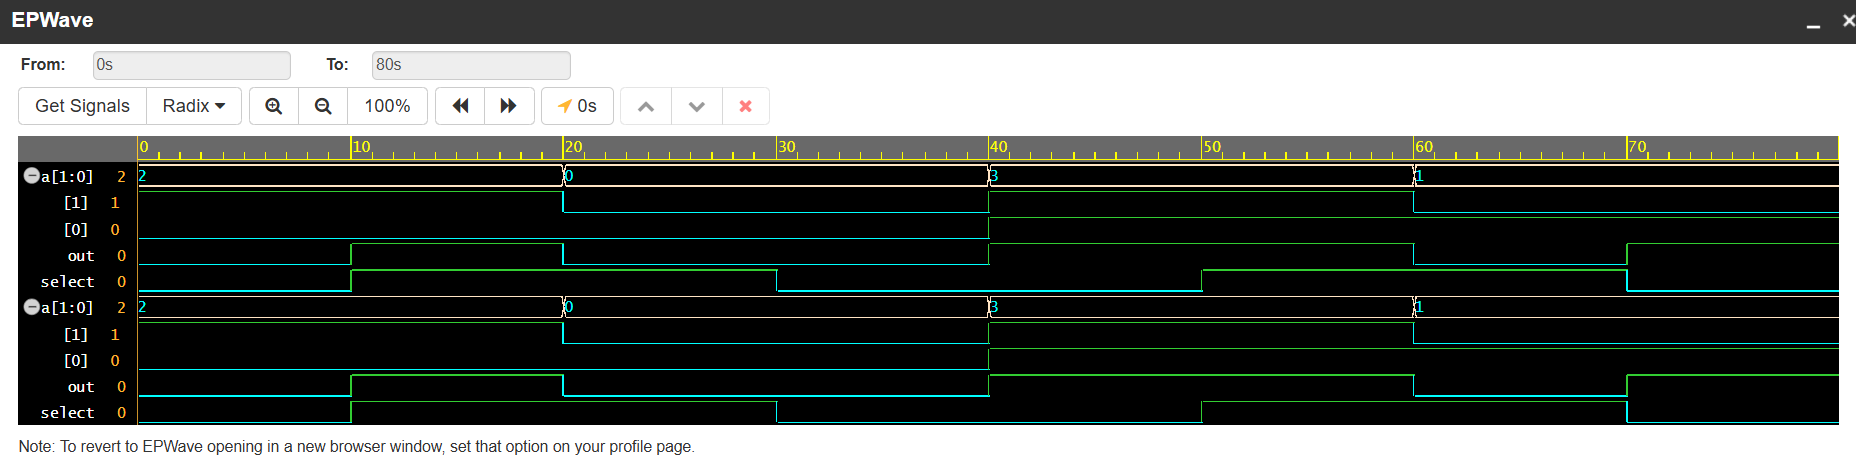 EPWave
From: 0s To: 80s
Get Signals Radix 100% 0s
0 10 20 30 40 50 60 70
a[1:0] 2 2 0 3 1
[1] 1
[0] 0
out 0
select 0
a[1:0] 2 2 0 3 1
[1] 1
[0] 0
out 0
select 0
Note: To revert to EPWave opening in a new browser window, set that option on your profile page.